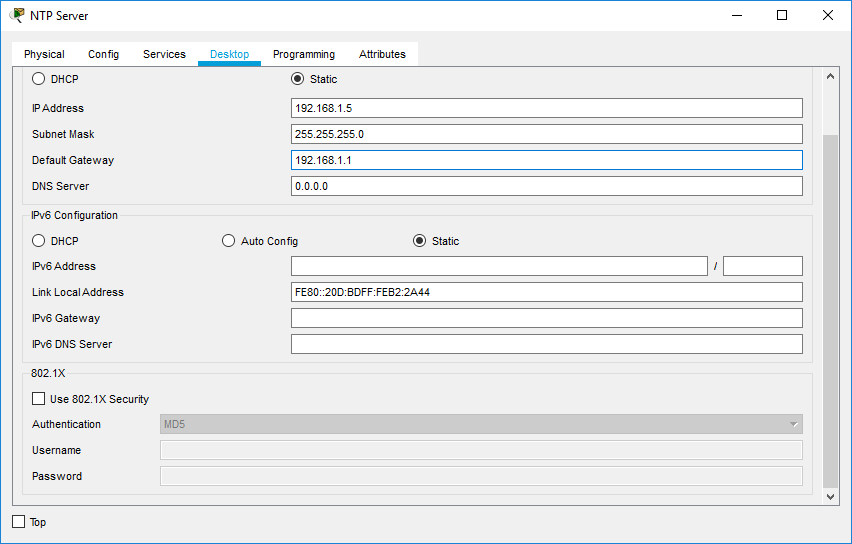 NTP Server
Physical Config Services Desktop Programming Attributes
DHCP Static
IP Address 192.168.1.5
Subnet Mask 255.255.255.0
Default Gateway 192.168.1.1
DNS Server 0.0.0.0
IPv6 Configuration
DHCP Auto Config Static
IPv6 Address /
Link Local Address FE80::20D:BDFF:FEB2:2A44
IPv6 Gateway
IPv6 DNS Server
802.1X
Use 802.1X Security
Authentication MD5
Username
Password
Top